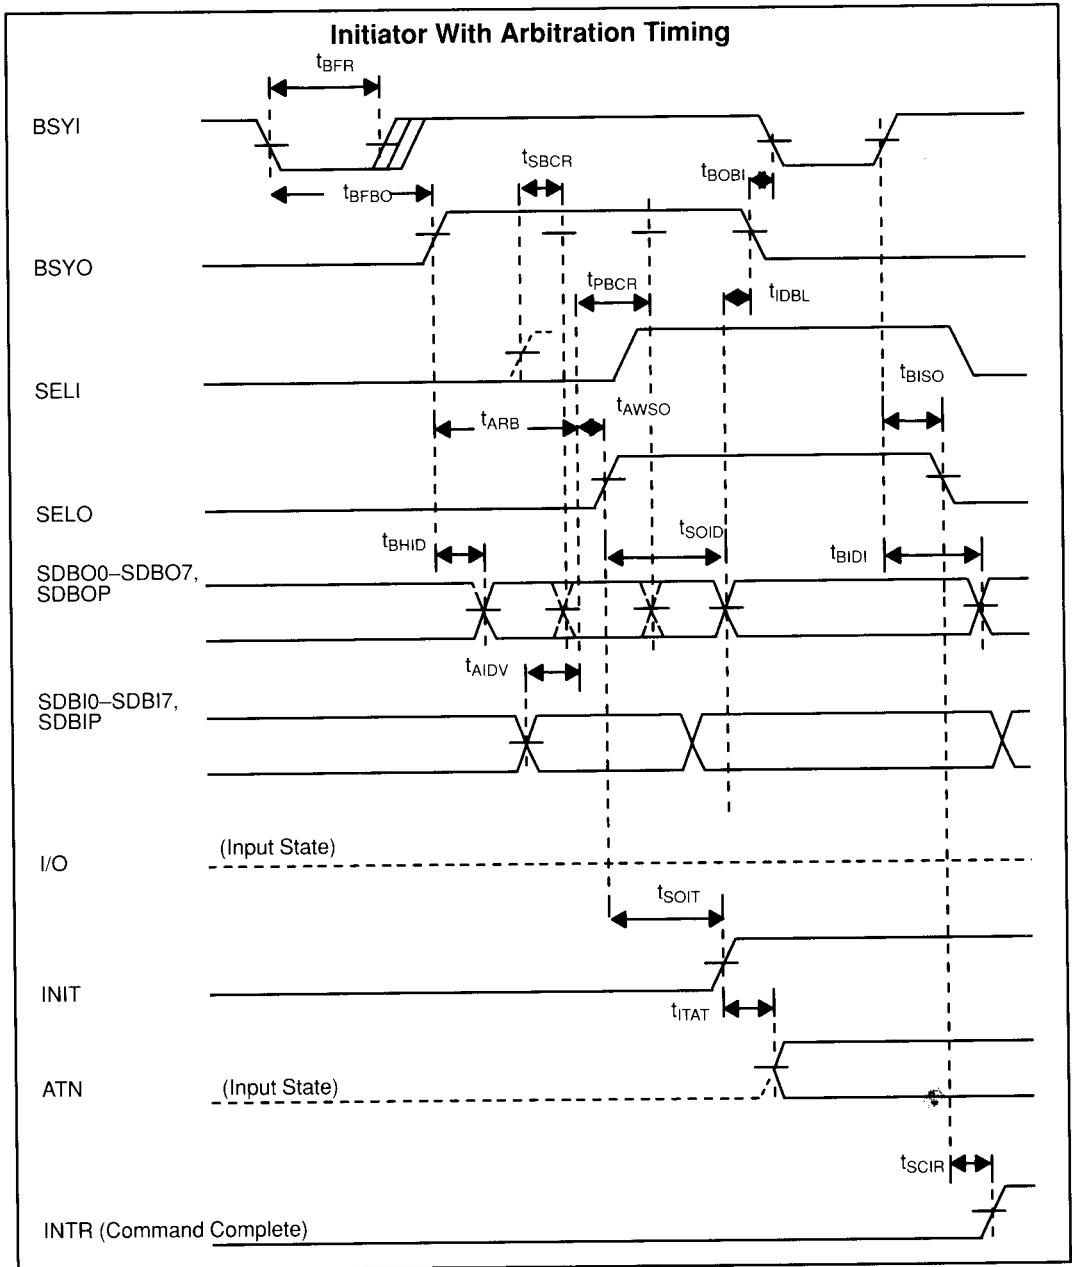 Initiator With Arbitration Timing
tBFR
BSYI
tSBCR
tBOBI
tBFBO
BSYO
tPBCR
tIDBL
SELI
tBISO
tARB
tAWSO
SELO
tBHID
tSOID
tBIDI
SDBO0–SDBO7,
SDBOP
tAIDV
SDBI0–SDBI7,
SDBIP
(Input State)
I/O
tSOIT
INIT
tITAT
ATN
(Input State)
tSCIR
INTR (Command Complete)